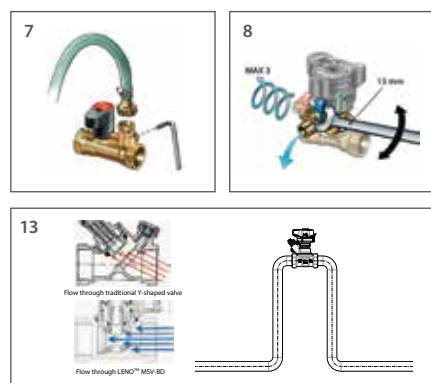 7
8
MAX 3
13 mm
13
Flow through traditional Y-shaped valve
Flow through LENO™ MSV-BD